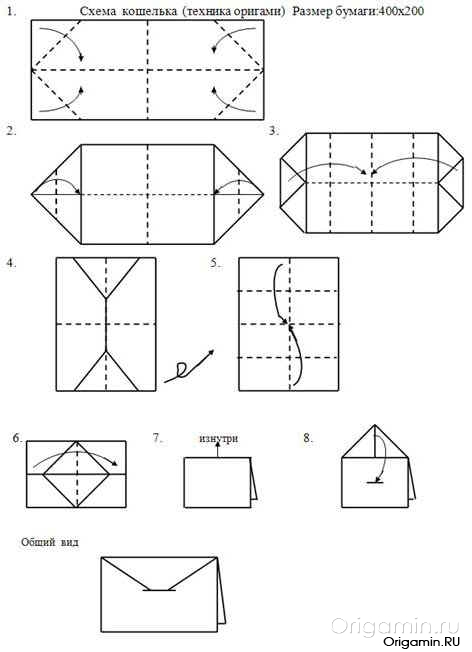 1. Схема кошелька (техника оригами) Размер бумаги:400х200
2.
3.
4.
5.
6.
7. изнутри
8.
Общий вид
Origamin.ru
Origamin.RU